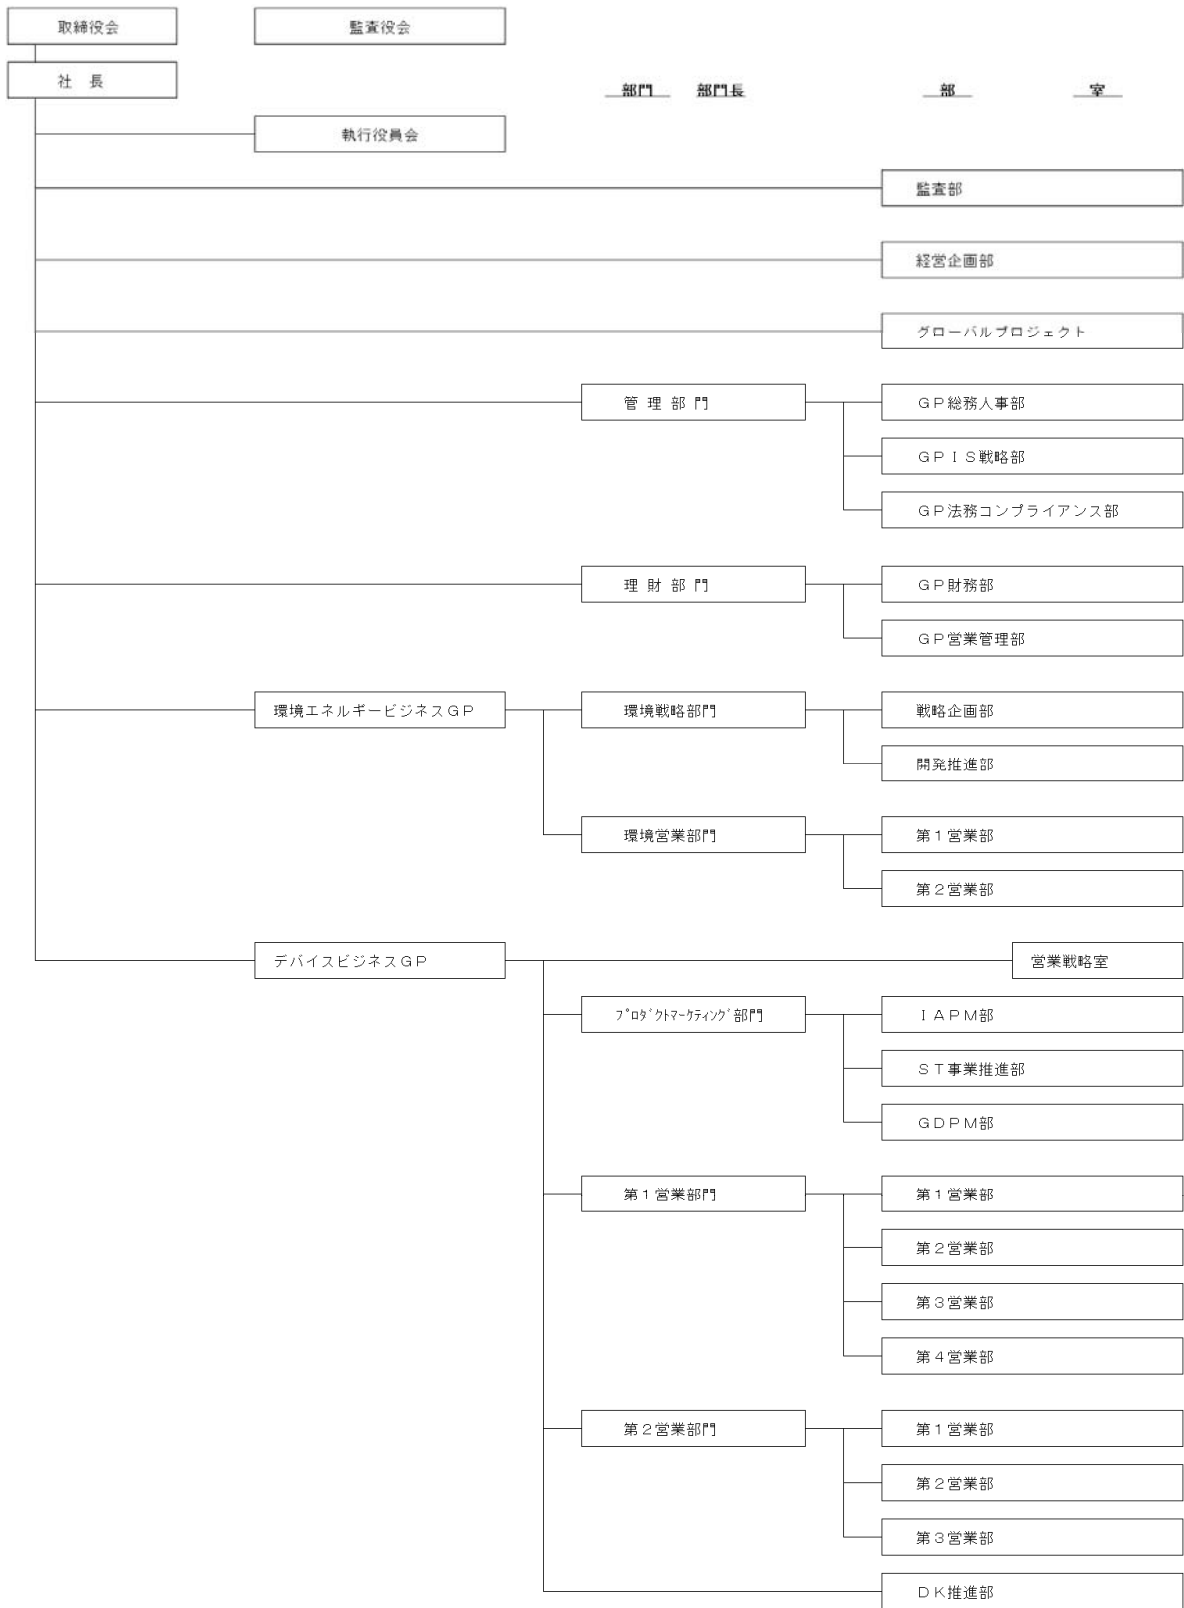 取締役会
監査役会
社　長
部門　部門長　部　室
執行役員会
監査部
経営企画部
グローバルプロジェクト
管 理 部 門
ＧＰ総務人事部
ＧＰＩＳ戦略部
ＧＰ法務コンプライアンス部
理 財 部 門
ＧＰ財務部
ＧＰ営業管理部
環境エネルギービジネスＧＰ
環境戦略部門
戦略企画部
開発推進部
環境営業部門
第１営業部
第２営業部
デバイスビジネスＧＰ
営業戦略室
ﾌﾟﾛﾀﾞｸﾄﾏｰｹﾃｨﾝｸﾞ部門
ＩＡＰＭ部
ＳＴ事業推進部
ＧＤＰＭ部
第１営業部門
第１営業部
第２営業部
第３営業部
第４営業部
第２営業部門
第１営業部
第２営業部
第３営業部
ＤＫ推進部